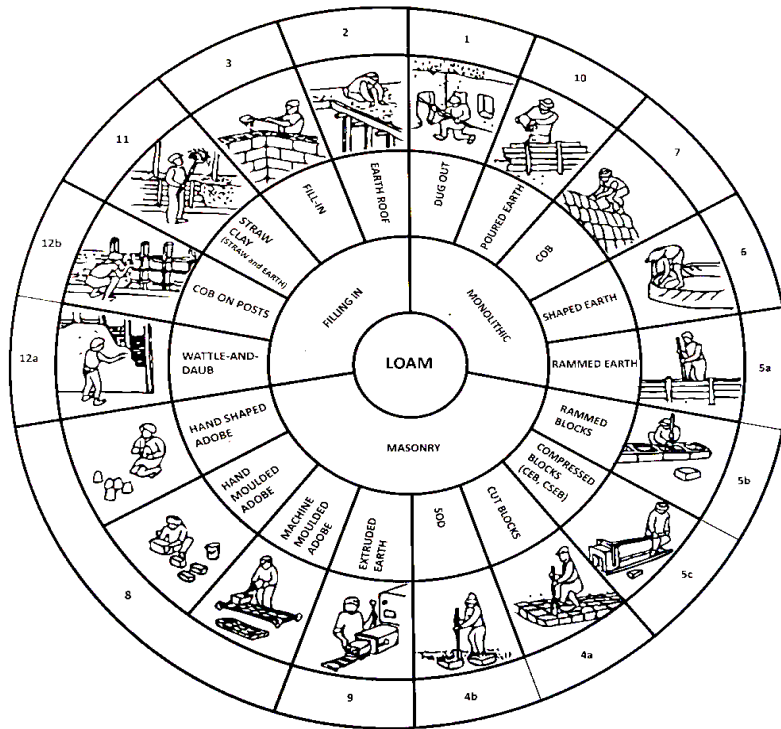 LOAM
FILLING IN
MONOLITHIC
MASONRY
DUG OUT
POURED EARTH
COB
SHAPED EARTH
RAMMED EARTH
RAMMED
BLOCKS
COMPRESSED
BLOCKS
(CEB, CSEB)
CUT BLOCKS
SOD
EXTRUDED
EARTH
MACHINE
MOULDED
ADOBE
HAND
MOULDED
ADOBE
HAND SHAPED
ADOBE
WATTLE-AND-
DAUB
COB ON POSTS
STRAW
CLAY
(STRAW and EARTH)
FILL-IN
EARTH ROOF
1
10
7
6
5a
5b
5c
4a
4b
9
8
12a
12b
11
3
2